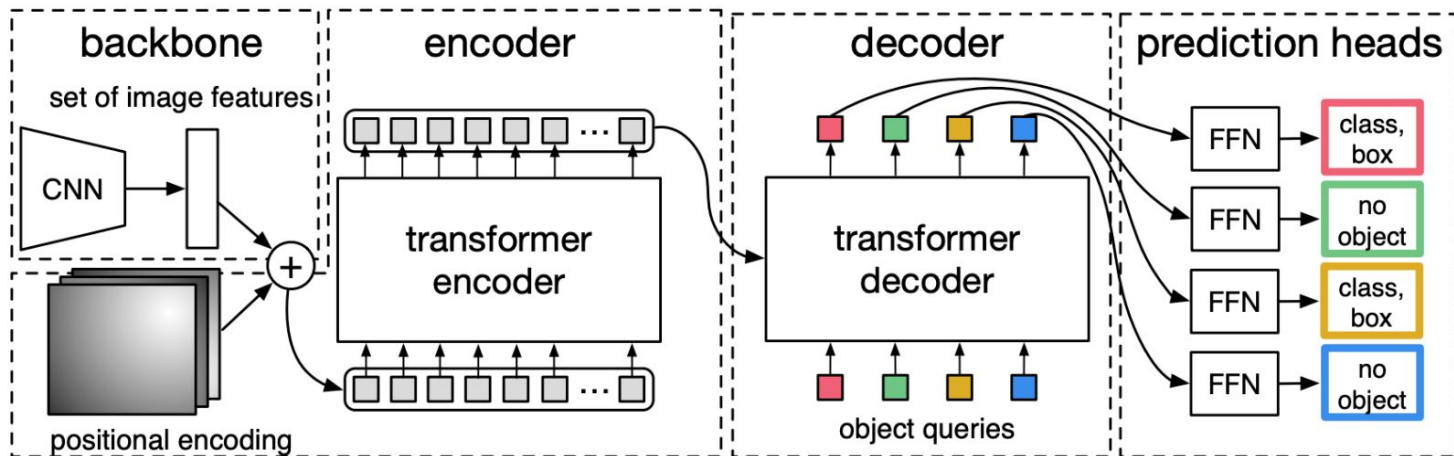 backbone
set of image features
CNN
+
positional encoding
encoder
...
transformer
encoder
...
decoder
transformer
decoder
object queries
prediction heads
FFN
class,
box
FFN
no
object
FFN
class,
box
FFN
no
object